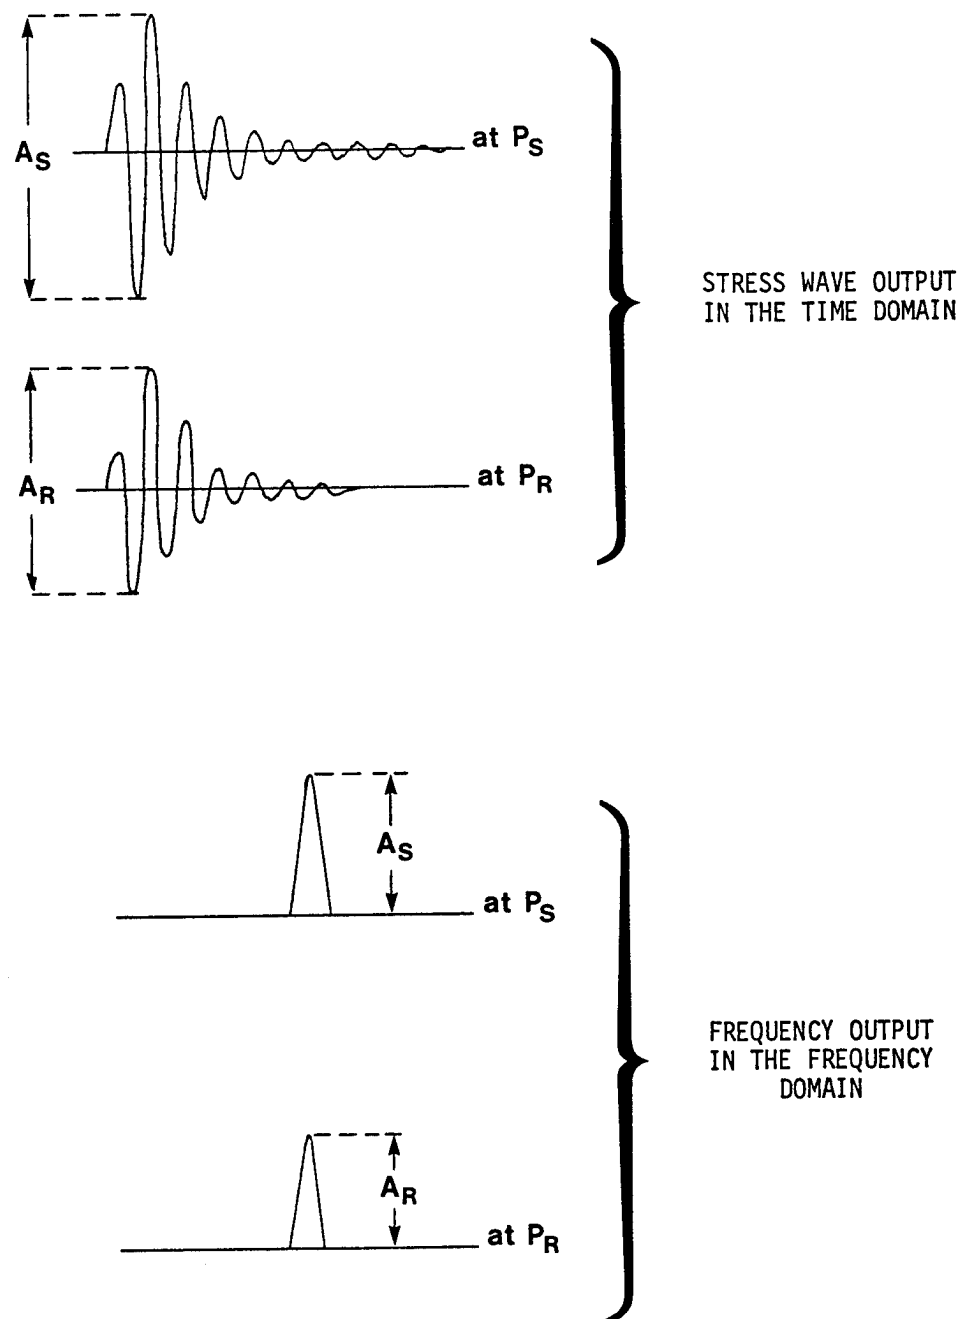 at PS
AS
STRESS WAVE OUTPUT
IN THE TIME DOMAIN
at PR
AR
AS
at PS
FREQUENCY OUTPUT
IN THE FREQUENCY
DOMAIN
AR
at PR